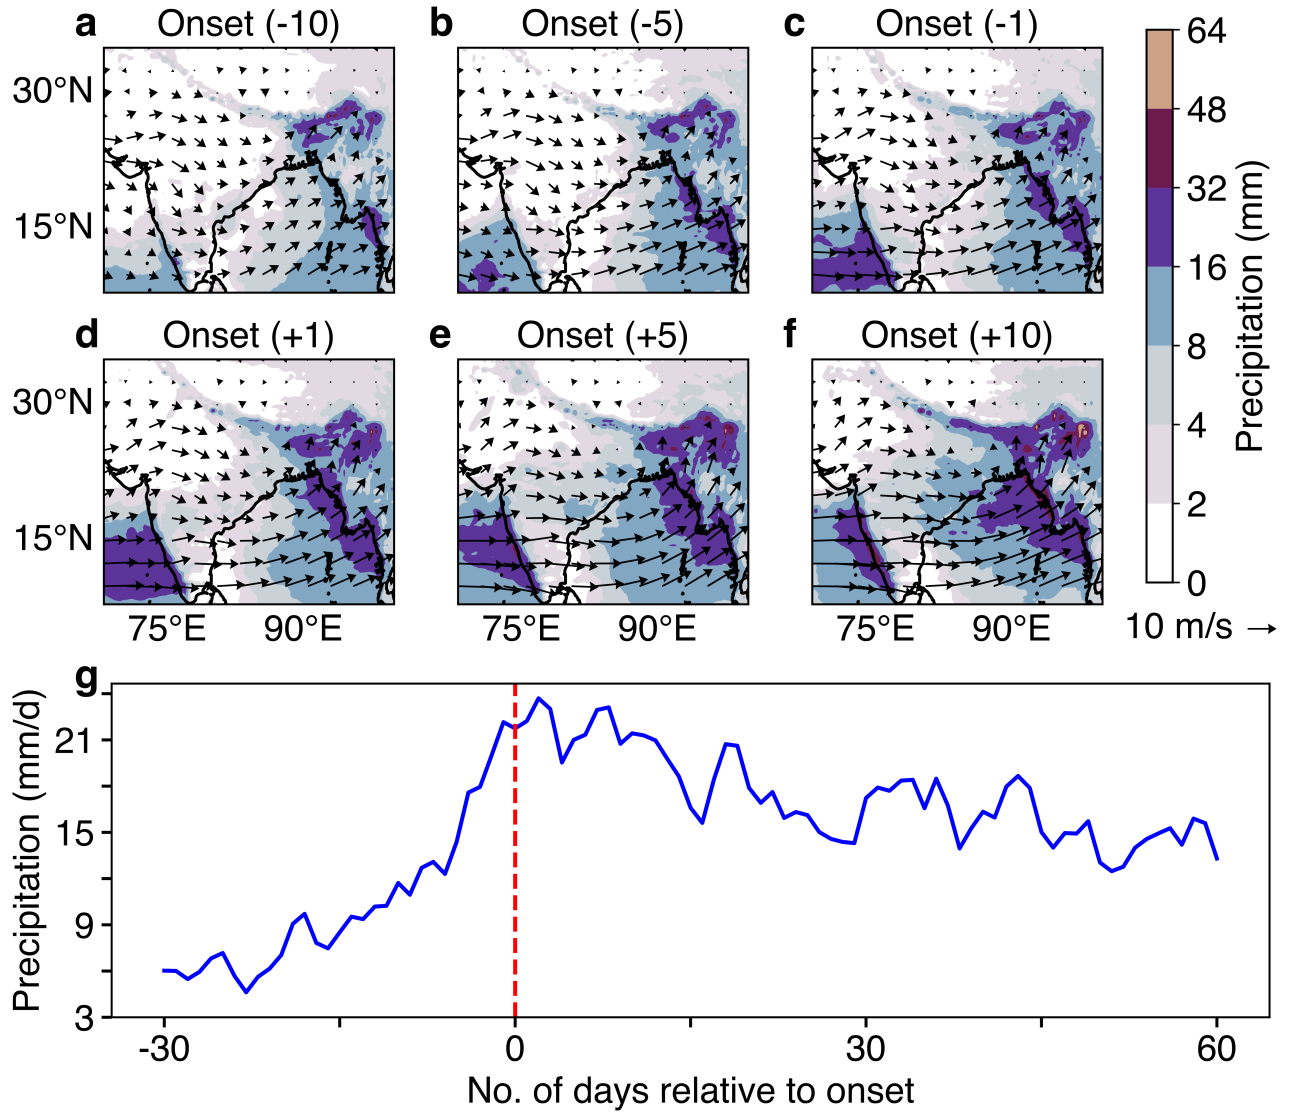 a Onset (-10) b Onset (-5) c Onset (-1)
30°N
15°N
d Onset (+1) e Onset (+5) f Onset (+10)
30°N
15°N
75°E 90°E 75°E 90°E 75°E 90°E
64
48
32
16
8
4
2
0
Precipitation (mm)
10 m/s →
g
Precipitation (mm/d)
21
15
9
3
-30 0 30 60
No. of days relative to onset